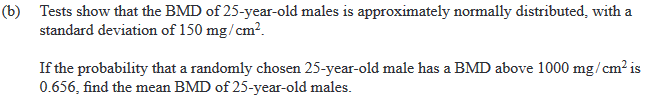 (b) Tests show that the BMD of 25-year-old males is approximately normally distributed, with a
standard deviation of 150 mg/cm².
If the probability that a randomly chosen 25-year-old male has a BMD above 1000 mg/cm² is
0.656, find the mean BMD of 25-year-old males.